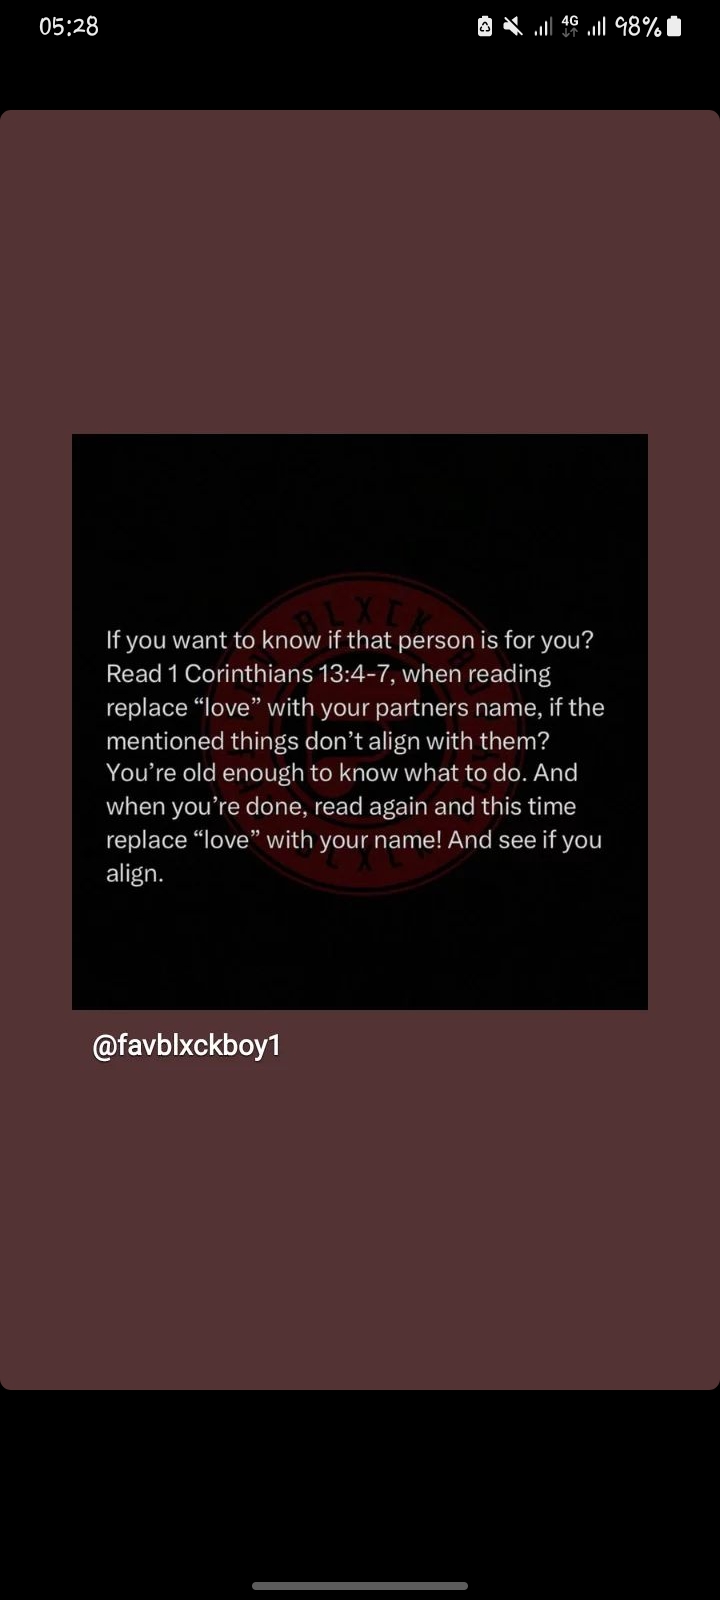 05:28
4G
98%
If you want to know if that person is for you?
Read 1 Corinthians 13:4-7, when reading
replace “love” with your partners name, if the
mentioned things don’t align with them?
You’re old enough to know what to do. And
when you’re done, read again and this time
replace “love” with your name! And see if you
align.
BLXCK
@favblxckboy1